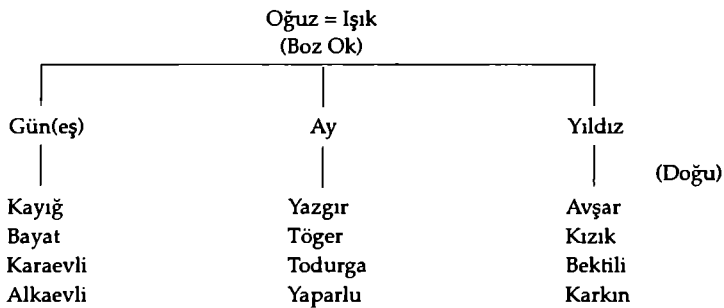 Oğuz = Işık
(Boz Ok)
Gün(eş) Ay Yıldız
(Doğu)
Kayığ Yazgır Avşar
Bayat Töger Kızık
Karaevli Todurga Bektili
Alkaevli Yaparlu Karkın